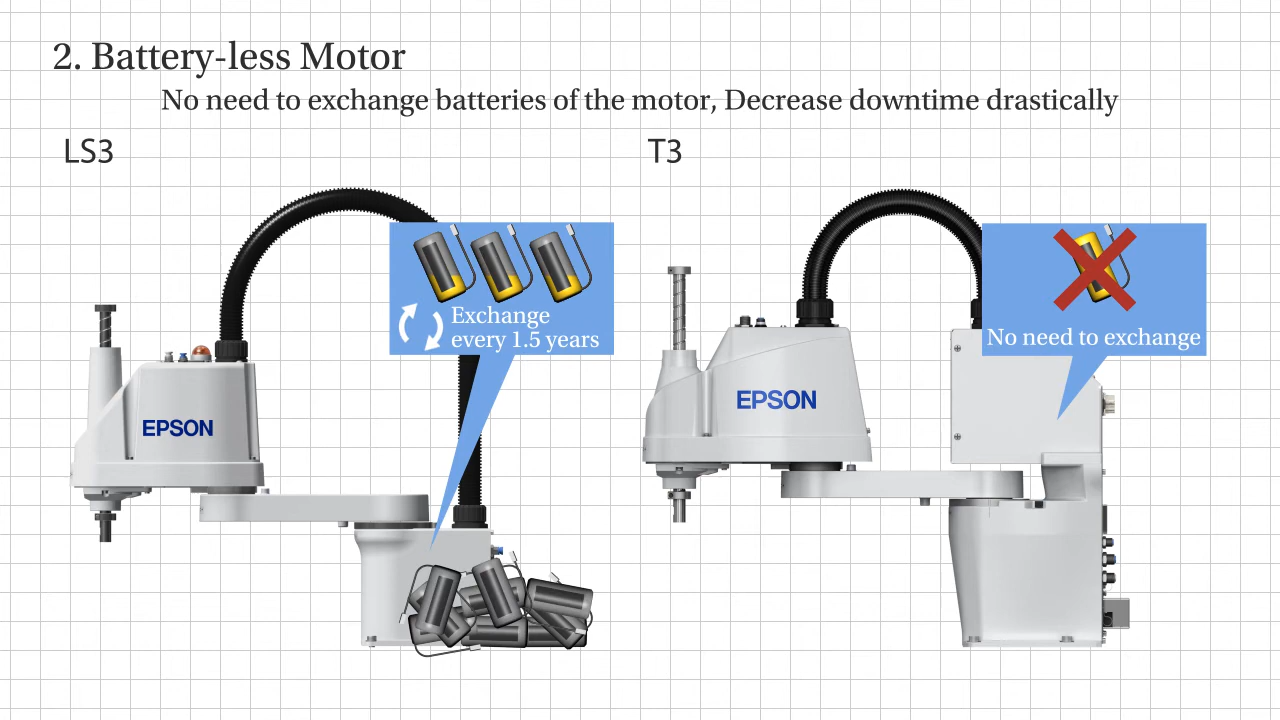 2. Battery-less Motor
No need to exchange batteries of the motor, Decrease downtime drastically
LS3
T3
Exchange
every 1.5 years
No need to exchange
EPSON
EPSON